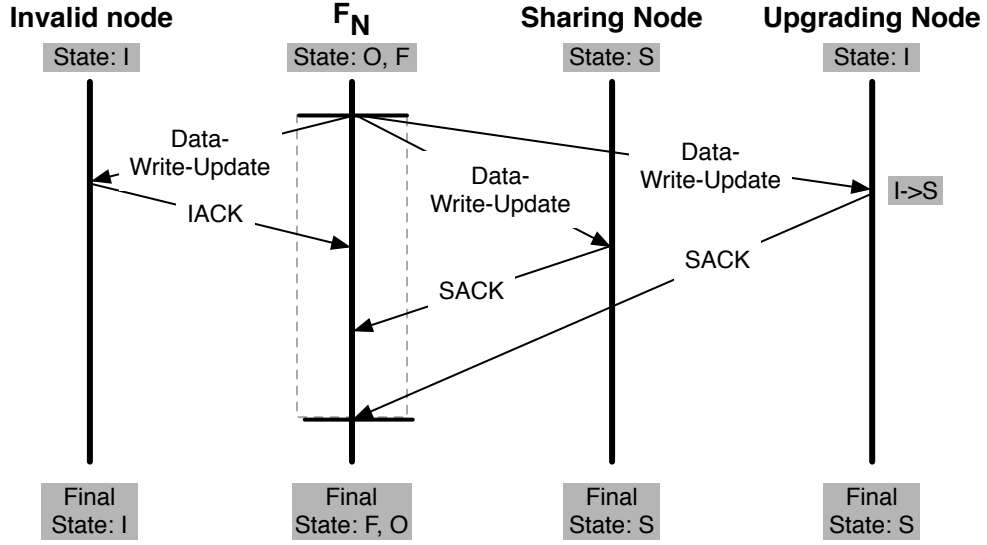 Invalid node
F_N
Sharing Node
Upgrading Node
State: I
State: O, F
State: S
State: I
Data-
Write-Update
Data-
Write-Update
Data-
Write-Update
I->S
IACK
SACK
SACK
Final
State: I
Final
State: F, O
Final
State: S
Final
State: S